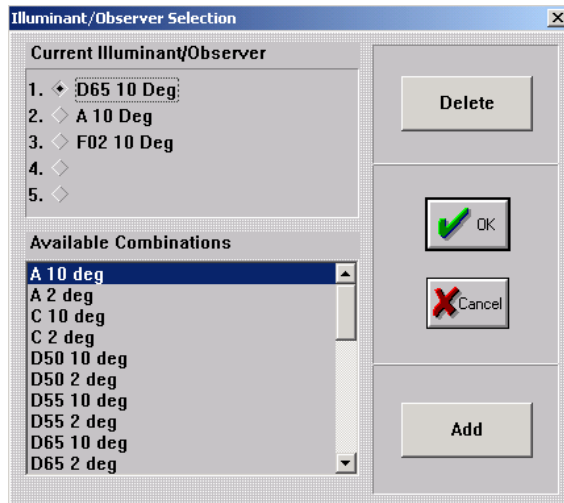 Illuminant/Observer Selection
Current Illuminant/Observer
1. D65 10 Deg
2. A 10 Deg
3. F02 10 Deg
4.
5.
Delete
OK
Cancel
Available Combinations
A 10 deg
A 2 deg
C 10 deg
C 2 deg
D50 10 deg
D50 2 deg
D55 10 deg
D55 2 deg
D65 10 deg
D65 2 deg
Add